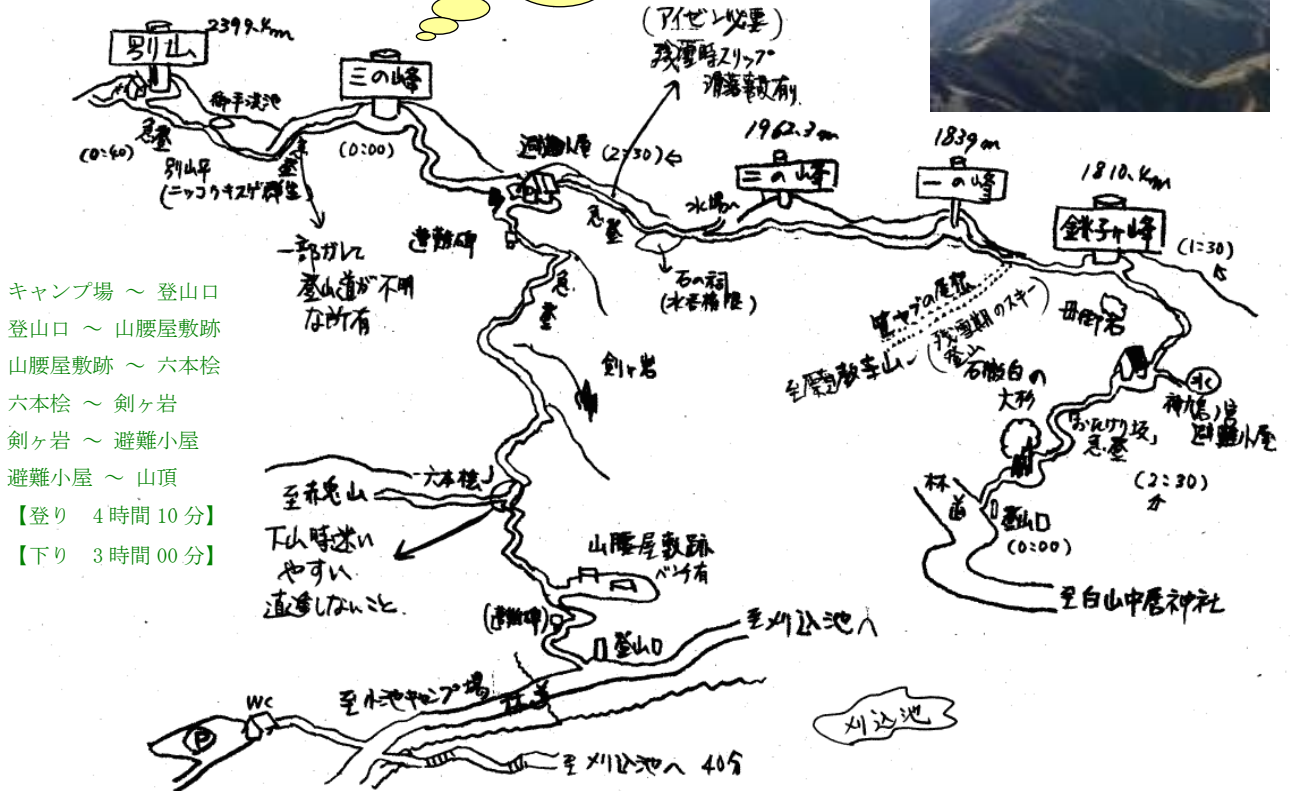 別山
2399.4m
三の峰
(アイゼン必要)
残雪時スリップ
滑落事故有り
御手洗池
急登
(0:40)
別山平
(ニッコウキスゲ群生)
急登
(0:00)
避難小屋 (2:30)
1962.3m
二の峰
1839m
一の峰
1810.4m
銚子ヶ峰
(1:30)
水場へ
急登
遭難碑
石の祠
(水呑権現)
一部ガレて
登山道が不明
な所有
急登
剣ヶ岩
ヤブの尾根
(残雪期のスキー
登山)
母御石
石徹白の
大杉
「おたけり坂」
急登
水
神鳩ノ宮
避難小屋
(2:30)
キャンプ場 ～ 登山口
登山口 ～ 山腰屋敷跡
山腰屋敷跡 ～ 六本桧
六本桧 ～ 剣ヶ岩
剣ヶ岩 ～ 避難小屋
避難小屋 ～ 山頂
【登り 4時間10分】
【下り 3時間00分】
六本桧
至赤兎山
下山時迷い
やすい
直進しないこと.
山腰屋敷跡
ベンチ有
(遭難碑)
登山口
至刈込池へ
林道
登山口
(0:00)
至白山中居神社
至小池キャンプ場
林道
WC
P
刈込池
至刈込池へ 40分